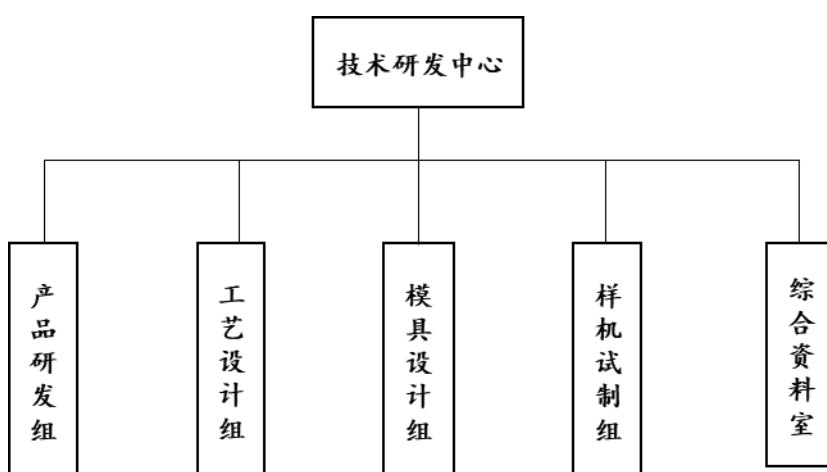 技术研发中心
产品研发组
工艺设计组
模具设计组
样机试制组
综合资料室